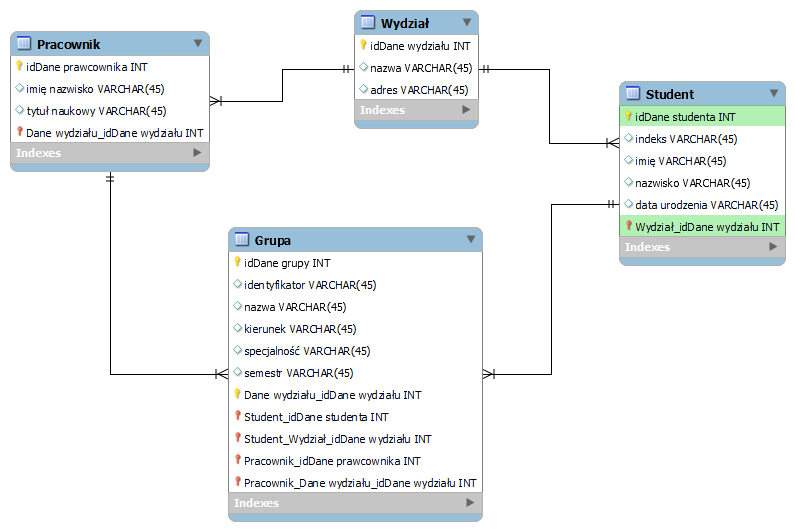 Pracownik
idDane prawcownika INT
imię nazwisko VARCHAR(45)
tytuł naukowy VARCHAR(45)
Dane wydziału_idDane wydziału INT
Indexes
Wydział
idDane wydziału INT
nazwa VARCHAR(45)
adres VARCHAR(45)
Indexes
Student
idDane studenta INT
indeks VARCHAR(45)
imię VARCHAR(45)
nazwisko VARCHAR(45)
data urodzenia VARCHAR(45)
Wydział_idDane wydziału INT
Indexes
Grupa
idDane grupy INT
identyfikator VARCHAR(45)
nazwa VARCHAR(45)
kierunek VARCHAR(45)
specjalność VARCHAR(45)
semestr VARCHAR(45)
Dane wydziału_idDane wydziału INT
Student_idDane studenta INT
Student_Wydział_idDane wydziału INT
Pracownik_idDane prawcownika INT
Pracownik_Dane wydziału_idDane wydziału INT
Indexes